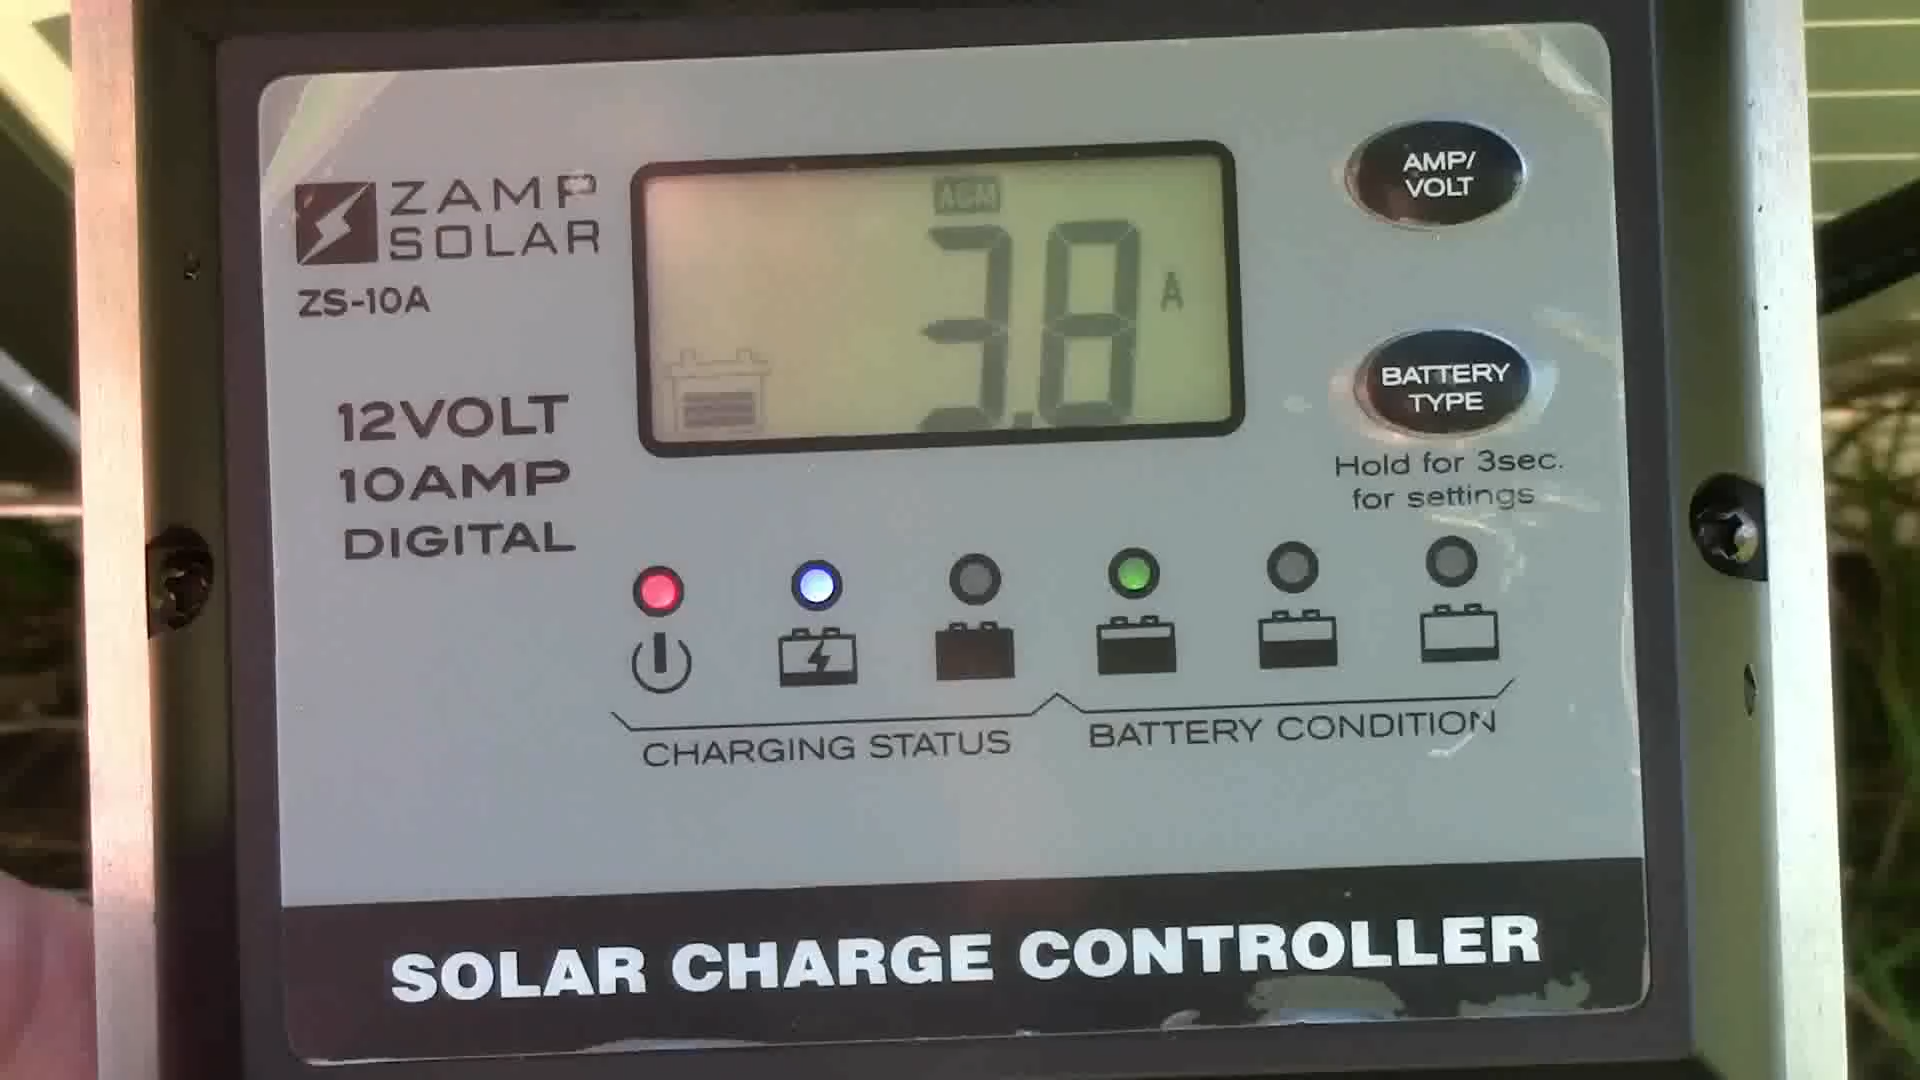 ZAMP
SOLAR
ZS-10A
12VOLT
10AMP
DIGITAL
AGM
3.8 A
AMP/
VOLT
BATTERY
TYPE
Hold for 3sec.
for settings
CHARGING STATUS
BATTERY CONDITION
SOLAR CHARGE CONTROLLER